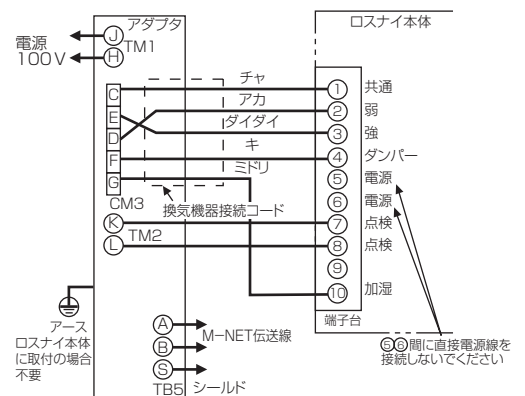 アダプタ
ロスナイ本体
電源
100V
J
TM1
H
C
E
D
F
G
CM3
チャ
アカ
ダイダイ
キ
ミドリ
換気機器接続コード
① 共通
② 弱
③ 強
④ ダンパー
⑤ 電源
⑥ 電源
⑦ 点検
⑧ 点検
⑨
⑩ 加湿
端子台
K
TM2
L
アース
ロスナイ本体
に取付の場合
不要
A
M-NET伝送線
B
S
TB5 シールド
⑤⑥間に直接電源線を
接続しないでください